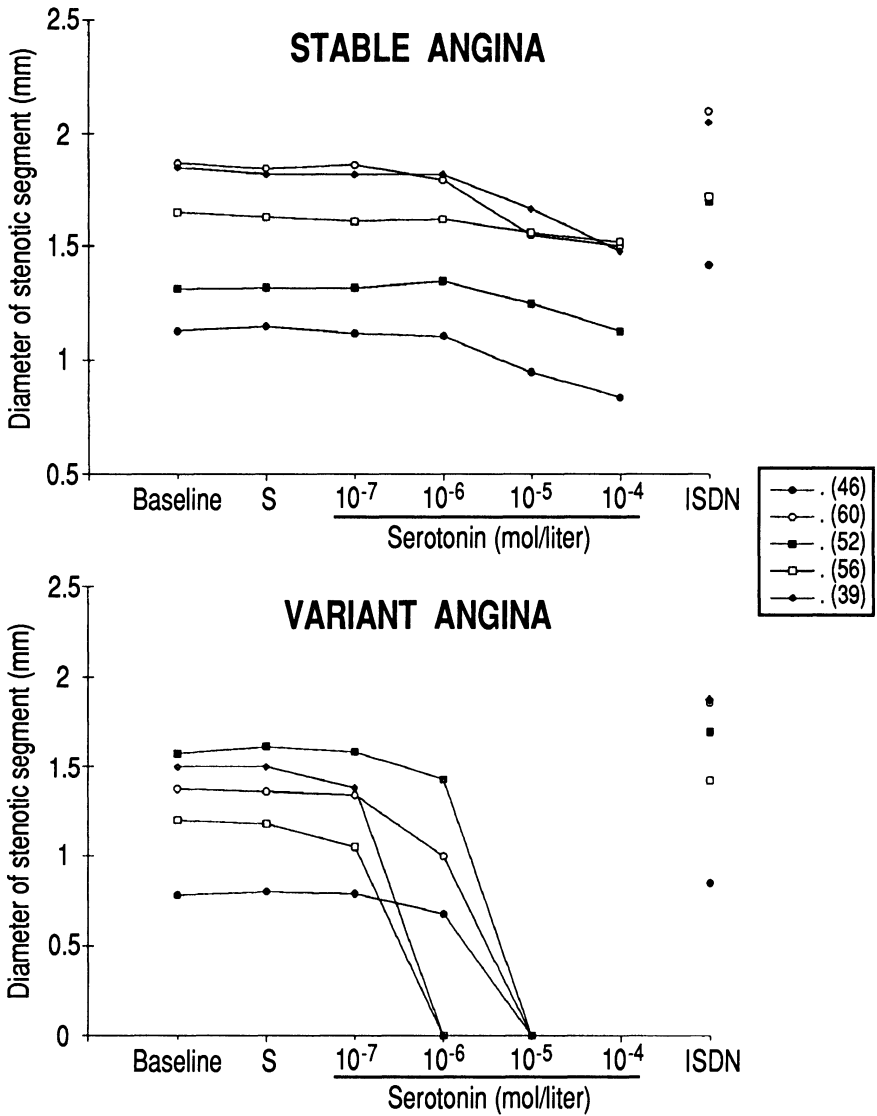 STABLE ANGINA
Diameter of stenotic segment (mm)
2.5
2
1.5
1
0.5
Baseline S 10⁻⁷ 10⁻⁶ 10⁻⁵ 10⁻⁴ ISDN
Serotonin (mol/liter)
. (46)
. (60)
. (52)
. (56)
. (39)
VARIANT ANGINA
Diameter of stenotic segment (mm)
2.5
2
1.5
1
0.5
0
Baseline S 10⁻⁷ 10⁻⁶ 10⁻⁵ 10⁻⁴ ISDN
Serotonin (mol/liter)